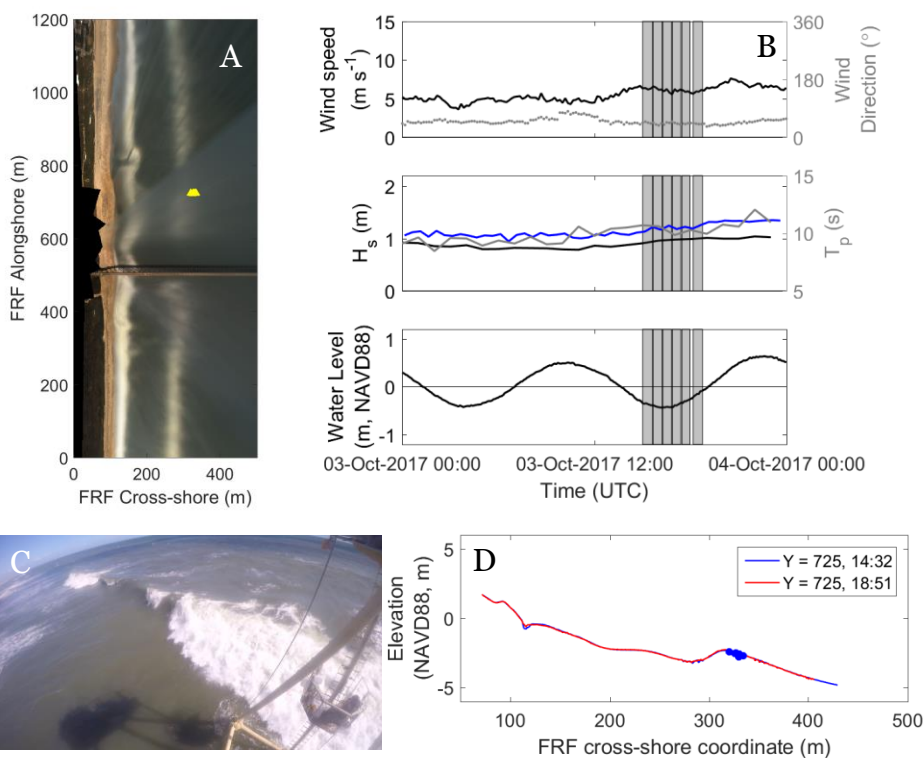 A
1200
1000
800
600
400
200
0
FRF Alongshore (m)
0 200 400
FRF Cross-shore (m)
B
15
10
5
0
Wind speed
(m s-1)
360
180
0
Wind
Direction (°)
2
1
0
Hs (m)
15
10
5
Tp (s)
1
0
-1
Water Level
(m, NAVD88)
03-Oct-2017 00:00 03-Oct-2017 12:00 04-Oct-2017 00:00
Time (UTC)
C
D
5
0
-5
Elevation
(NAVD88, m)
Y = 725, 14:32
Y = 725, 18:51
100 200 300 400 500
FRF cross-shore coordinate (m)